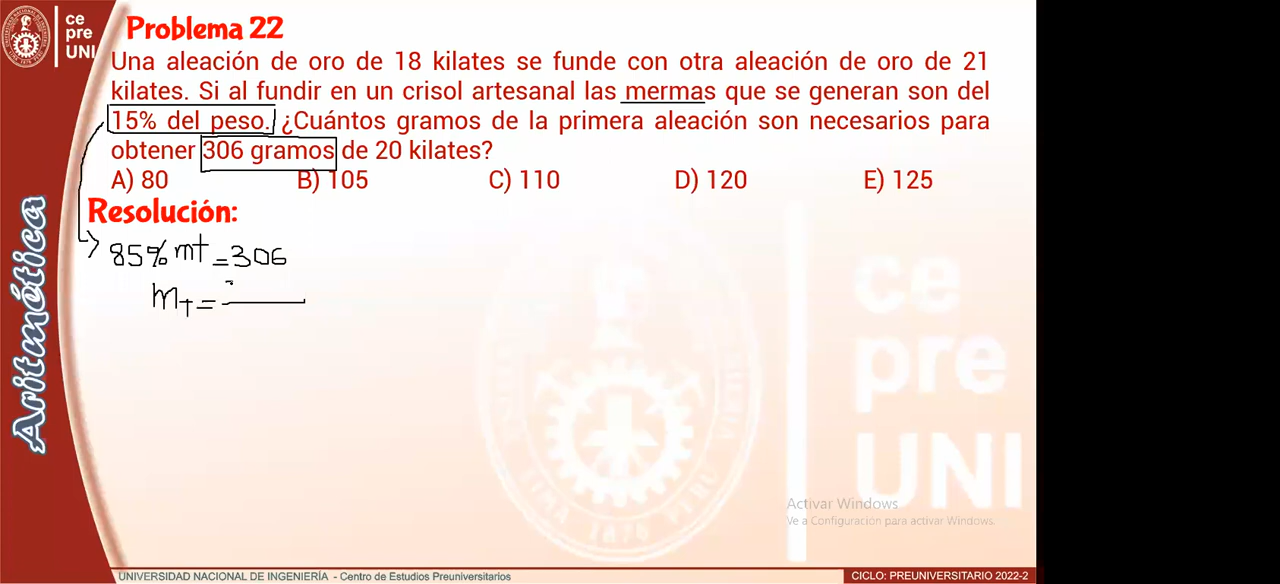 ce
pre
UNI
Problema 22
Una aleación de oro de 18 kilates se funde con otra aleación de oro de 21
kilates. Si al fundir en un crisol artesanal las mermas que se generan son del
15% del peso. ¿Cuántos gramos de la primera aleación son necesarios para
obtener 306 gramos de 20 kilates?
A) 80 B) 105 C) 110 D) 120 E) 125
Resolución:
85% mt = 306
mT =
Aritmética
ce
pre
UNI
Activar Windows
Ve a Configuración para activar Windows.
UNIVERSIDAD NACIONAL DE INGENIERÍA - Centro de Estudios Preuniversitarios
CICLO: PREUNIVERSITARIO 2022-2